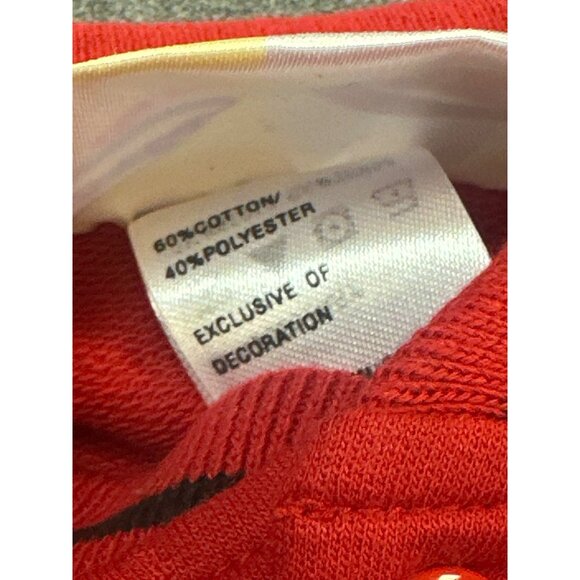 60%COTTON/
40%POLYESTER
EXCLUSIVE OF
DECORATION